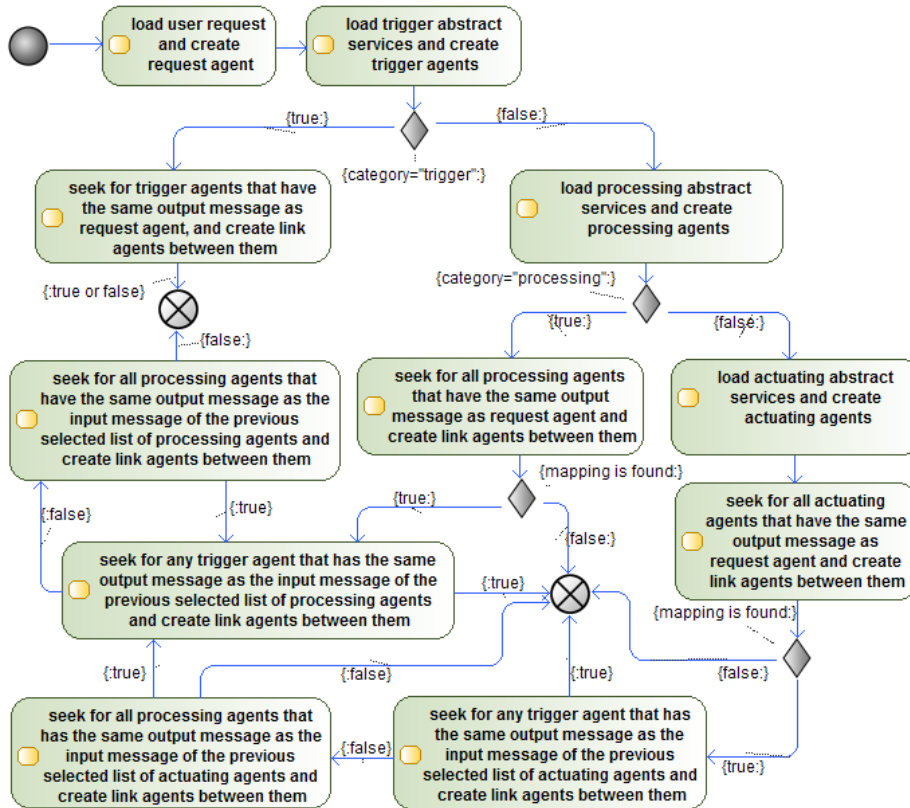 load user request
and create
request agent
load trigger abstract
services and create
trigger agents
{true:}
{false:}
{category="trigger":}
seek for trigger agents that have
the same output message as
request agent, and create link
agents between them
load processing abstract
services and create
processing agents
{category="processing":}
{:true or false}
{true:}
{false:}
{false:}
seek for all processing agents that
have the same output message as the
input message of the previous
selected list of processing agents and
create link agents between them
seek for all processing agents
that have the same output
message as request agent and
create link agents between them
load actuating abstract
services and create
actuating agents
{mapping is found:}
{:false}
{:true}
{true:}
{false:}
seek for all actuating
agents that have the same
output message as
request agent and create
link agents between them
seek for any trigger agent that has the same
output message as the input message of the
previous selected list of processing agents
and create link agents between them
{:true}
{mapping is found:}
{:true}
{:false}
{:true}
{false:}
seek for all processing agents that
has the same output message as the
input message of the previous
selected list of actuating agents and
create link agents between them
{:false}
seek for any trigger agent that has
the same output message as the
input message of the previous
selected list of actuating agents and
create link agents between them
{true:}